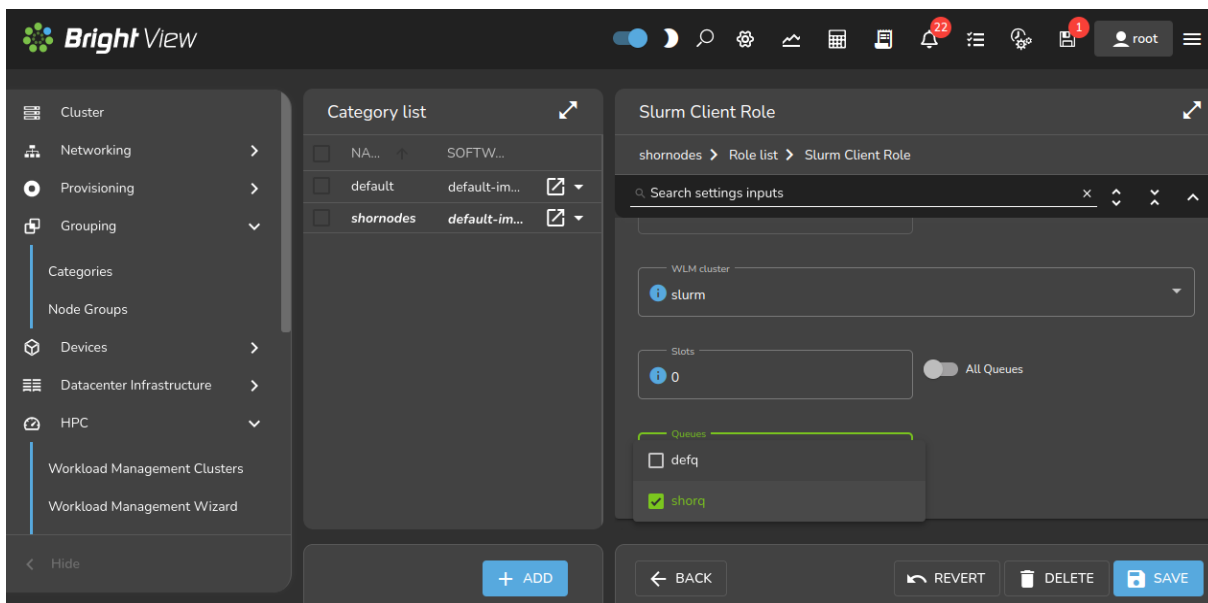 Bright View
22
1
root
Cluster
Networking
Provisioning
Grouping
Categories
Node Groups
Devices
Datacenter Infrastructure
HPC
Workload Management Clusters
Workload Management Wizard
Hide
Category list
NA...
SOFTW...
default
default-im...
shornodes
default-im...
ADD
Slurm Client Role
shornodes
Role list
Slurm Client Role
Search settings inputs
WLM cluster
slurm
Slots
0
All Queues
Queues
defq
shorq
BACK
REVERT
DELETE
SAVE